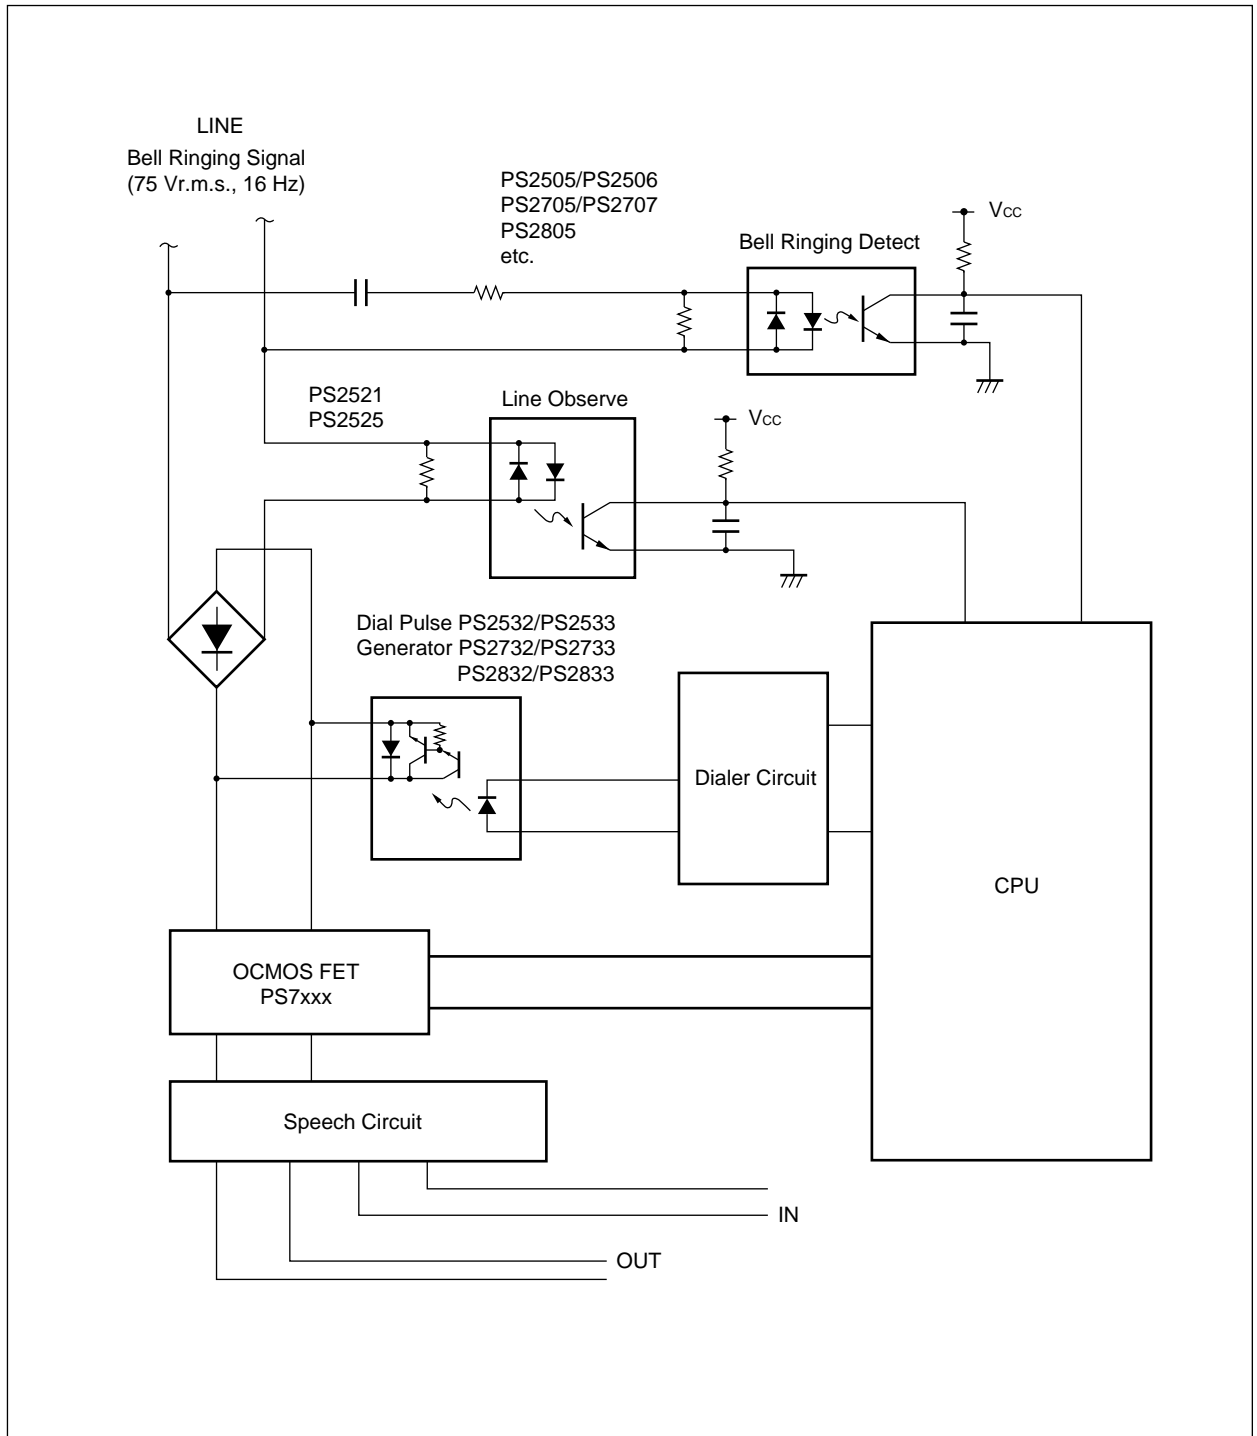 LINE
Bell Ringing Signal
(75 Vr.m.s., 16 Hz)
PS2505/PS2506
PS2705/PS2707
PS2805
etc.
Bell Ringing Detect
VCC
PS2521
PS2525
Line Observe
VCC
Dial Pulse PS2532/PS2533
Generator PS2732/PS2733
PS2832/PS2833
Dialer Circuit
CPU
OCMOS FET
PS7xxx
Speech Circuit
IN
OUT